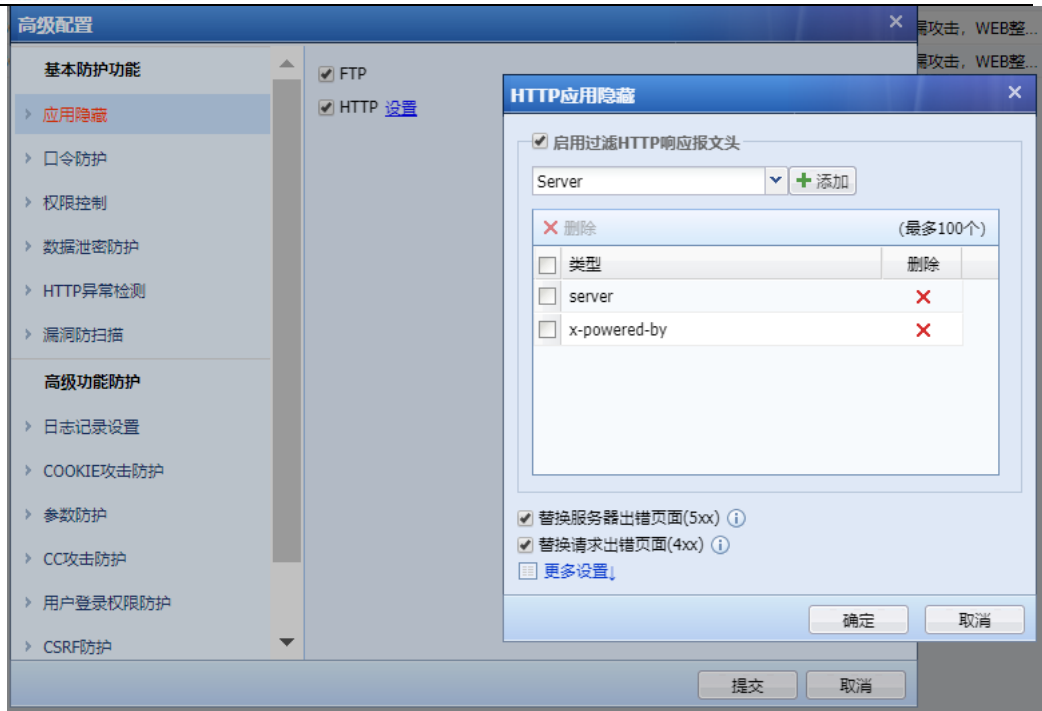 高级配置
漏攻击，WEB整...
漏攻击，WEB整...
基本防护功能
应用隐藏
口令防护
权限控制
数据泄密防护
HTTP异常检测
漏洞防扫描
高级功能防护
日志记录设置
COOKIE攻击防护
参数防护
CC攻击防护
用户登录权限防护
CSRF防护
FTP
HTTP 设置
HTTP应用隐藏
启用过滤HTTP响应报文头
Server
添加
删除 (最多100个)
类型 删除
server
x-powered-by
替换服务器出错页面(5xx)
替换请求出错页面(4xx)
更多设置↓
确定 取消
提交 取消